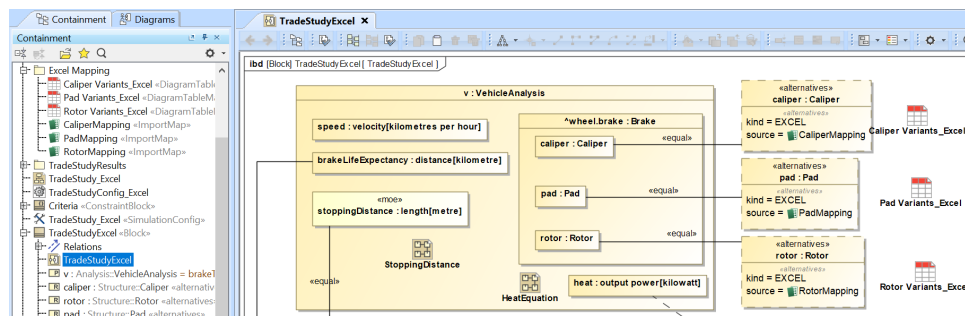 Containment
Diagrams
TradeStudyExcel
Containment
Excel Mapping
Caliper Variants_Excel «DiagramTable
Pad Variants_Excel «DiagramTableM
Rotor Variants_Excel «DiagramTable
CaliperMapping «ImportMap»
PadMapping «ImportMap»
RotorMapping «ImportMap»
TradeStudyResults
TradeStudy_Excel
TradeStudyConfig_Excel
Criteria «ConstraintBlock»
TradeStudy_Excel «SimulationConfig»
TradeStudyExcel «Block»
Relations
TradeStudyExcel
v : Analysis::VehicleAnalysis = brakeT
caliper : Structure::Caliper «alternativ
rotor : Structure::Rotor «alternatives»
pad : Structure::Pad «alternatives»
ibd [Block] TradeStudyExcel[ TradeStudyExcel ]
v : VehicleAnalysis
speed : velocity[kilometres per hour]
brakeLifeExpectancy : distance[kilometre]
«moe»
stoppingDistance : length[metre]
StoppingDistance
«equal»
^wheel.brake : Brake
caliper : Caliper
«equal»
pad : Pad
«equal»
rotor : Rotor
«equal»
HeatEquation
heat : output power[kilowatt]
«alternatives»
caliper : Caliper
«alternatives»
kind = EXCEL
source = CaliperMapping
Caliper Variants_Excel
«alternatives»
pad : Pad
«alternatives»
kind = EXCEL
source = PadMapping
Pad Variants_Excel
«alternatives»
rotor : Rotor
«alternatives»
kind = EXCEL
source = RotorMapping
Rotor Variants_Exce